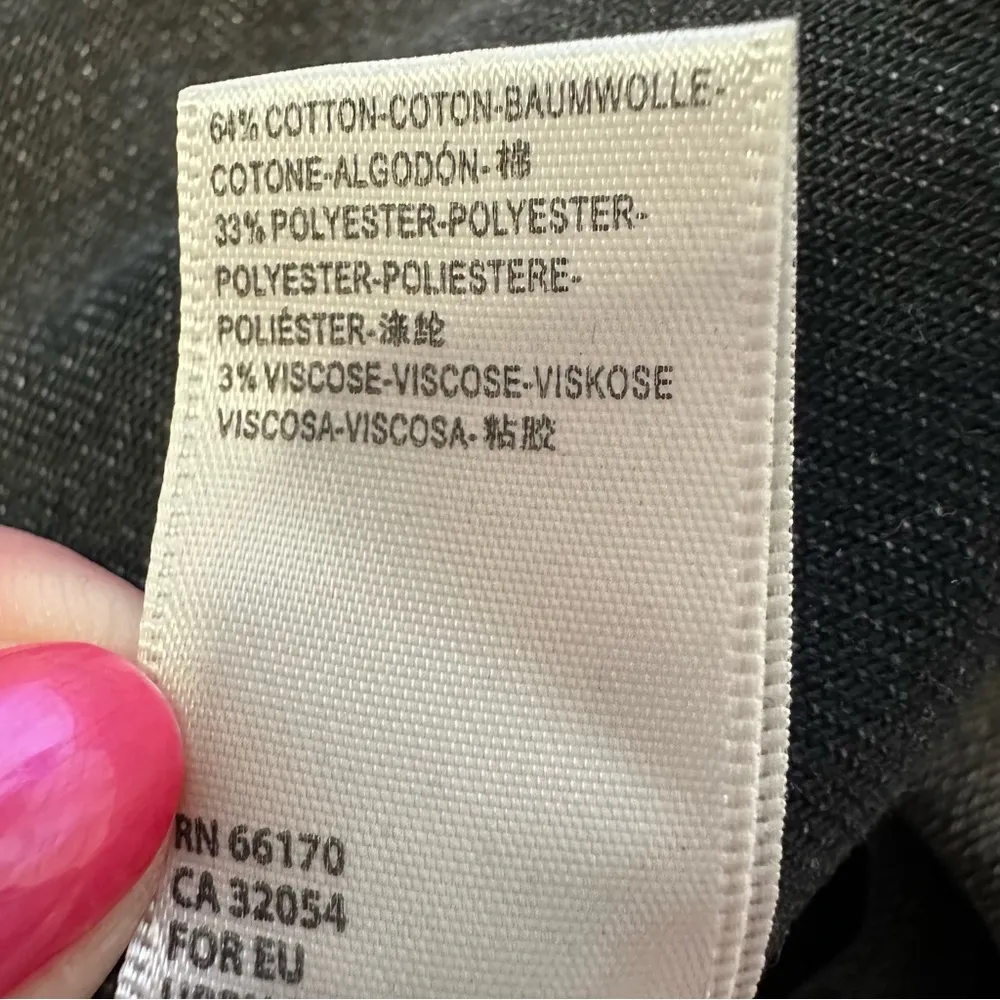 64% COTTON-COTON-BAUMWOLLE-
COTONE-ALGODÓN-棉
33% POLYESTER-POLYESTER-
POLYESTER-POLIESTERE-
POLIÉSTER-涤纶
3% VISCOSE-VISCOSE-VISKOSE
VISCOSA-VISCOSA-粘胶
RN 66170
CA 32054
FOR EU